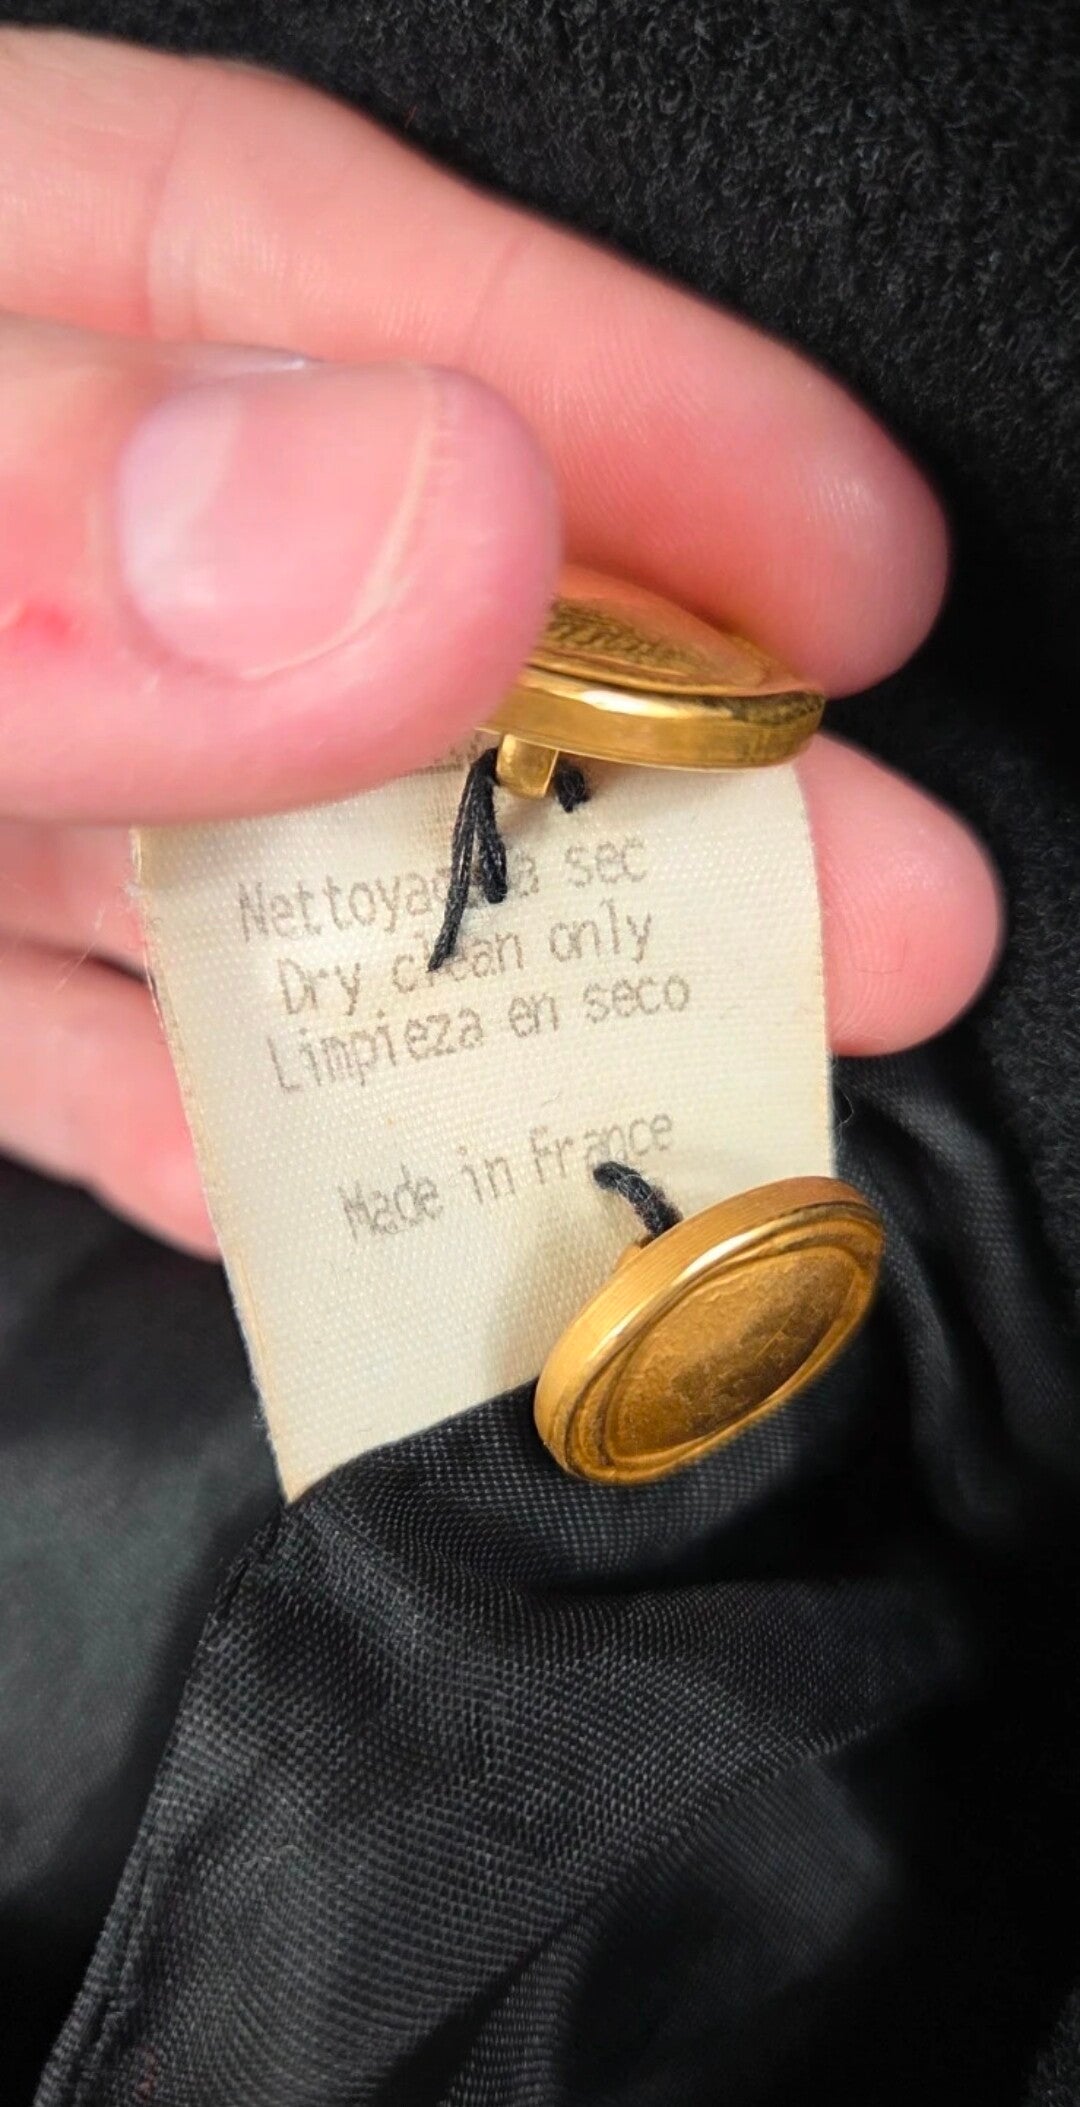 Nettoyage a sec
Dry clean only
Limpieza en seco
Made in France